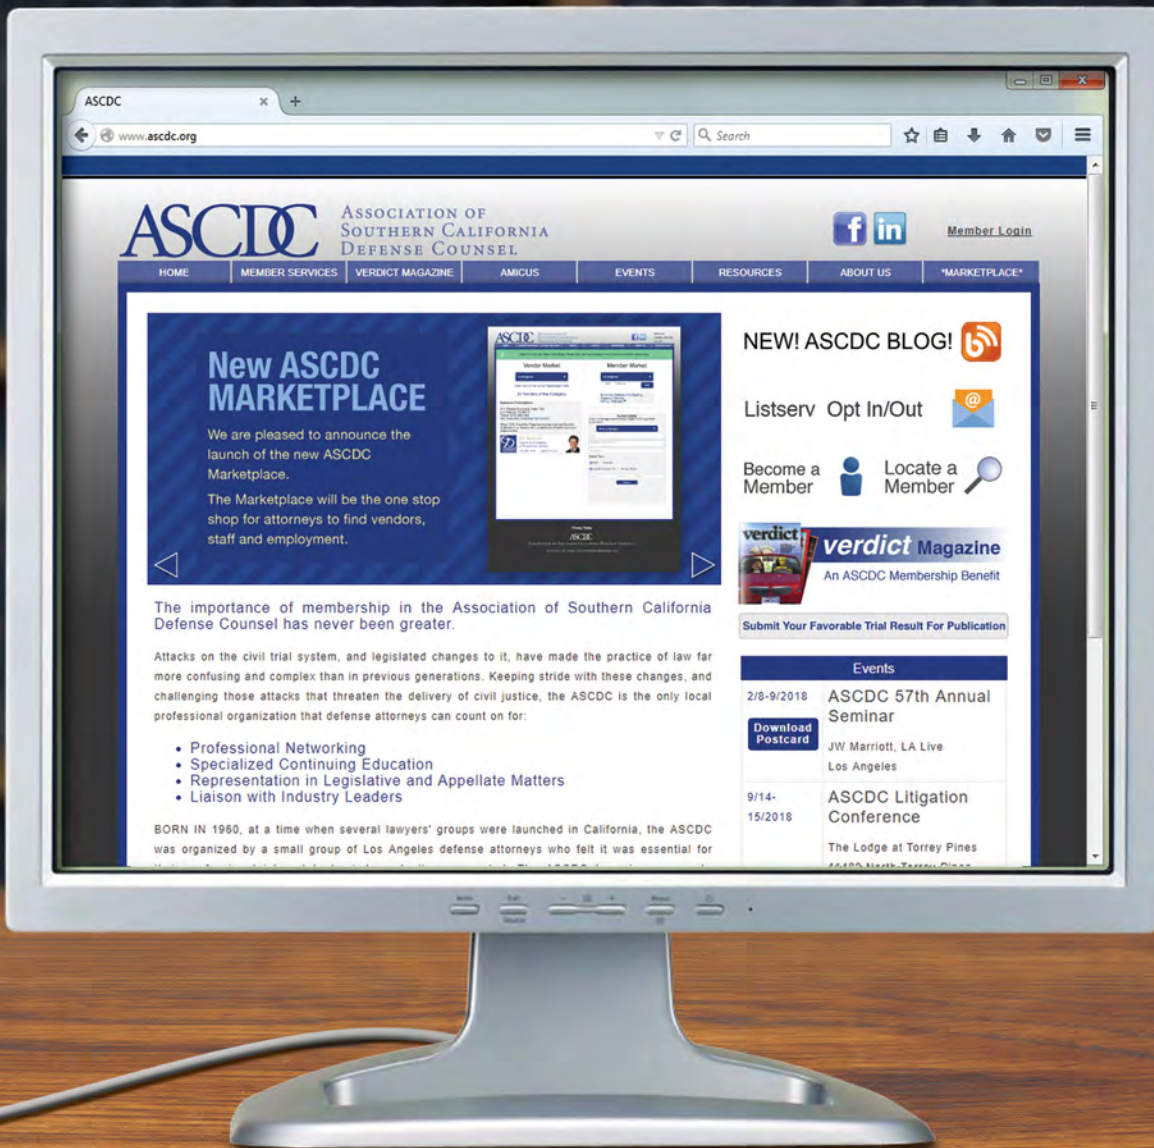 ASCDC
www.ascdc.org
Search
ASCDC
ASSOCIATION OF
SOUTHERN CALIFORNIA
DEFENSE COUNSEL
f in
Member Login
HOME MEMBER SERVICES VERDICT MAGAZINE AMICUS EVENTS RESOURCES ABOUT US *MARKETPLACE*
New ASCDC
MARKETPLACE
We are pleased to announce the
launch of the new ASCDC
Marketplace.
The Marketplace will be the one stop
shop for attorneys to find vendors,
staff and employment.
ASCDC
Vendor Market
Member Market
ASCDC
The importance of membership in the Association of Southern California
Defense Counsel has never been greater.
Attacks on the civil trial system, and legislated changes to it, have made the practice of law far
more confusing and complex than in previous generations. Keeping stride with these changes, and
challenging those attacks that threaten the delivery of civil justice, the ASCDC is the only local
professional organization that defense attorneys can count on for:
• Professional Networking
• Specialized Continuing Education
• Representation in Legislative and Appellate Matters
• Liaison with Industry Leaders
BORN IN 1960, at a time when several lawyers' groups were launched in California, the ASCDC
was organized by a small group of Los Angeles defense attorneys who felt it was essential for
NEW! ASCDC BLOG!
Listserv Opt In/Out
Become a
Member
Locate a
Member
verdict
verdict Magazine
An ASCDC Membership Benefit
Submit Your Favorable Trial Result For Publication
Events
2/8-9/2018
Download
Postcard
ASCDC 57th Annual
Seminar
JW Marriott, LA Live
Los Angeles
9/14-
15/2018
ASCDC Litigation
Conference
The Lodge at Torrey Pines